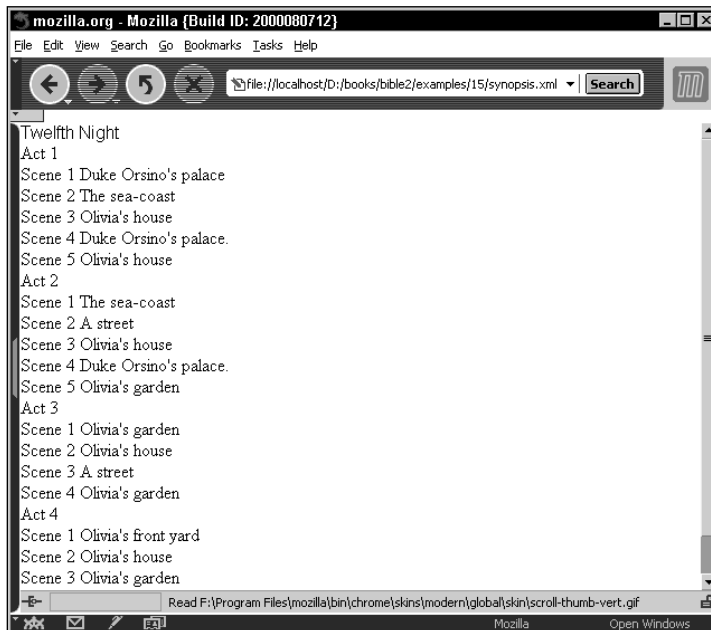 mozilla.org - Mozilla {Build ID: 2000080712}
File Edit View Search Go Bookmarks Tasks Help
file://localhost/D:/books/bible2/examples/15/synopsis.xml Search
Twelfth Night
Act 1
Scene 1 Duke Orsino's palace
Scene 2 The sea-coast
Scene 3 Olivia's house
Scene 4 Duke Orsino's palace.
Scene 5 Olivia's house
Act 2
Scene 1 The sea-coast
Scene 2 A street
Scene 3 Olivia's house
Scene 4 Duke Orsino's palace.
Scene 5 Olivia's garden
Act 3
Scene 1 Olivia's garden
Scene 2 Olivia's house
Scene 3 A street
Scene 4 Olivia's garden
Act 4
Scene 1 Olivia's front yard
Scene 2 Olivia's house
Scene 3 Olivia's garden
Read F:\Program Files\mozilla\bin\chrome\skins\modern\global\skin\scroll-thumb-vert.gif
Mozilla Open Windows